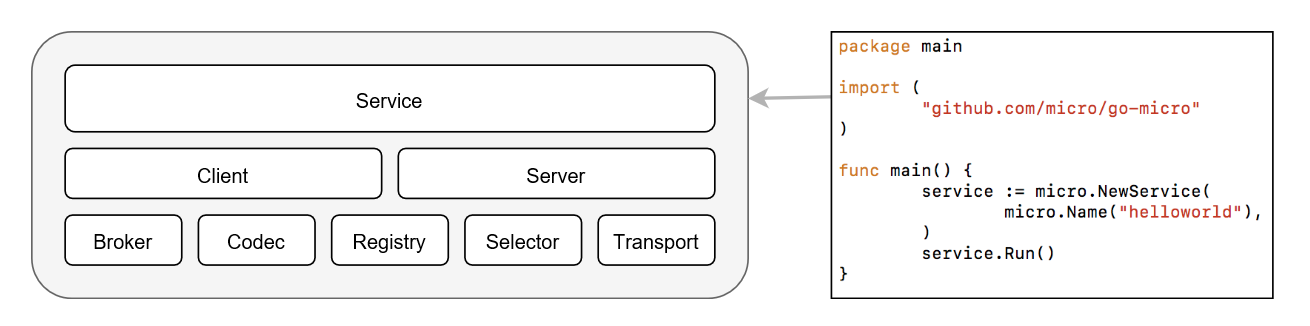 Service
Client
Server
Broker
Codec
Registry
Selector
Transport
package main
import (
"github.com/micro/go-micro"
)
func main() {
service := micro.NewService(
micro.Name("helloworld"),
)
service.Run()
}